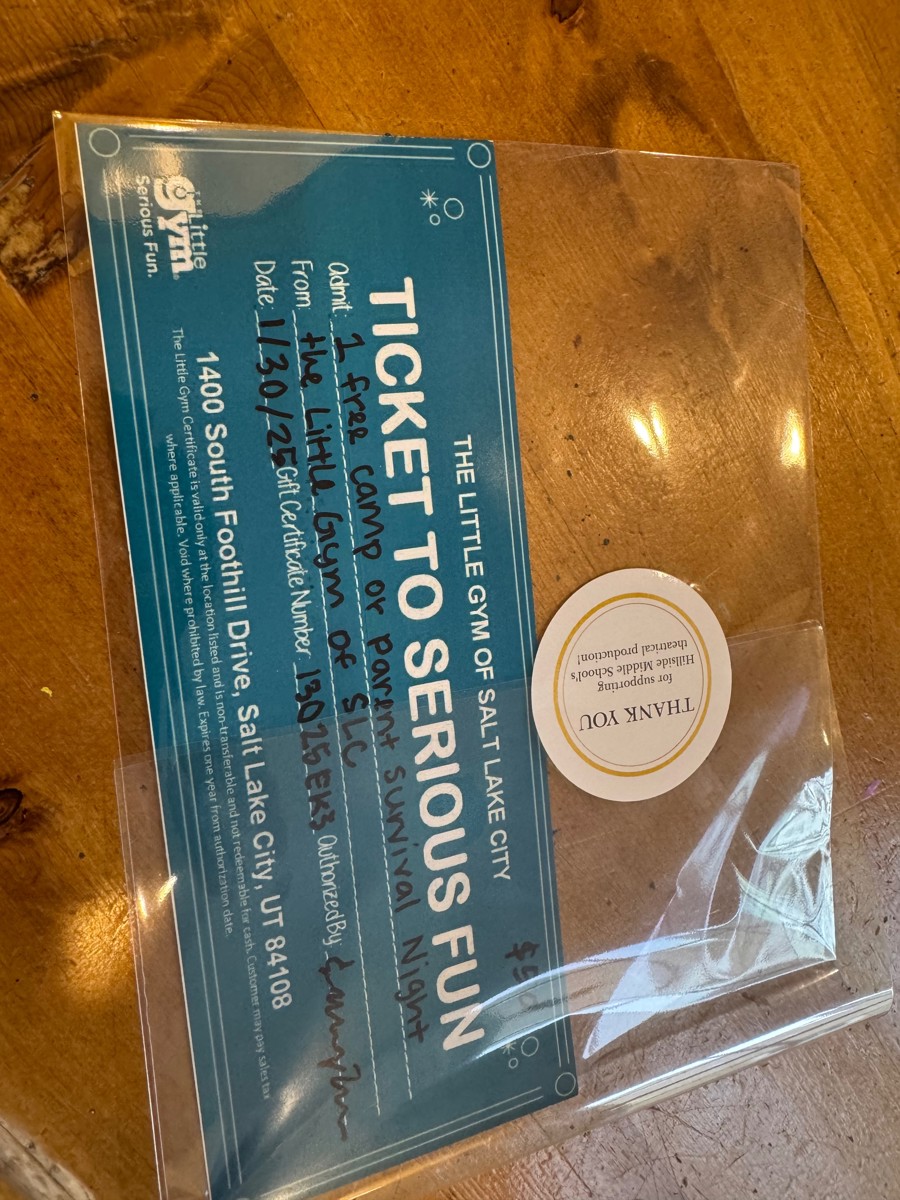 THE LITTLE GYM OF SALT LAKE CITY
TICKET TO SERIOUS FUN
Admit: 1 free camp or parent survival Night
From: the Little Gym of SLC
Date: 1/30/25 Gift Certificate Number: 13025EKS Authorized By:
THE Little gym®
Serious Fun.
1400 South Foothill Drive, Salt Lake City, UT 84108
The Little Gym Certificate is valid only at the location listed and is non-transferable and not redeemable for cash. Customer may pay sales tax
where applicable. Void where prohibited by law. Expires one year from authorization date.
THANK YOU
for supporting
Hillside Middle School's
theatrical production!